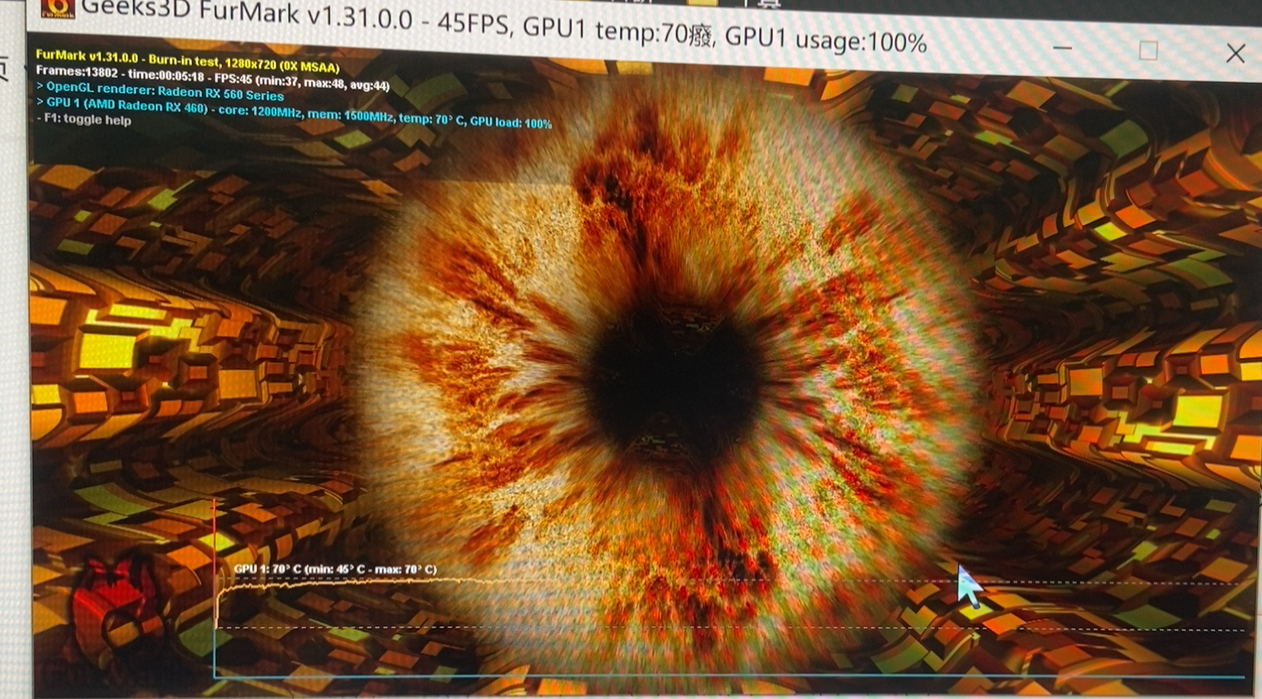 Geeks3D FurMark v1.31.0.0 - 45FPS, GPU1 temp:70癈, GPU1 usage:100%
FurMark v1.31.0.0 - Burn-in test, 1280x720 (0X MSAA)
Frames:13802 - time:00:05:18 - FPS:45 (min:37, max:48, avg:44)
> OpenGL renderer: Radeon RX 560 Series
> GPU 1 (AMD Radeon RX 460) - core: 1200MHz, mem: 1500MHz, temp: 70° C, GPU load: 100%
- F1: toggle help
GPU 1: 70° C (min: 45° C - max: 70° C)